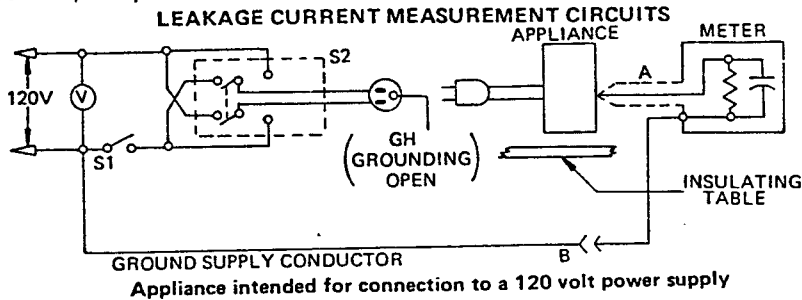 LEAKAGE CURRENT MEASUREMENT CIRCUITS
APPLIANCE
METER
S2
A
120V
V
S1
GH
(GROUNDING
OPEN)
INSULATING
TABLE
B
GROUND SUPPLY CONDUCTOR
Appliance intended for connection to a 120 volt power supply